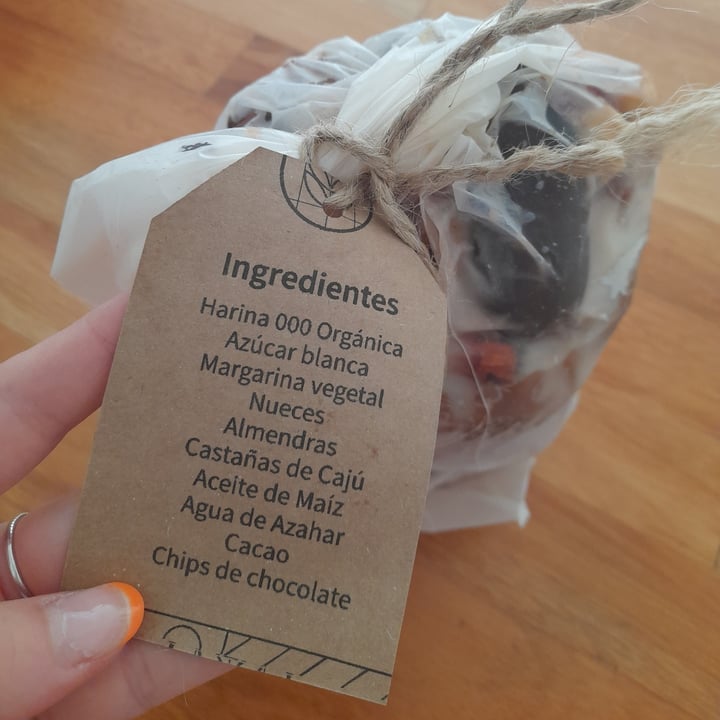 Ingredientes
Harina 000 Orgánica
Azúcar blanca
Margarina vegetal
Nueces
Almendras
Castañas de Cajú
Aceite de Maíz
Agua de Azahar
Cacao
Chips de chocolate